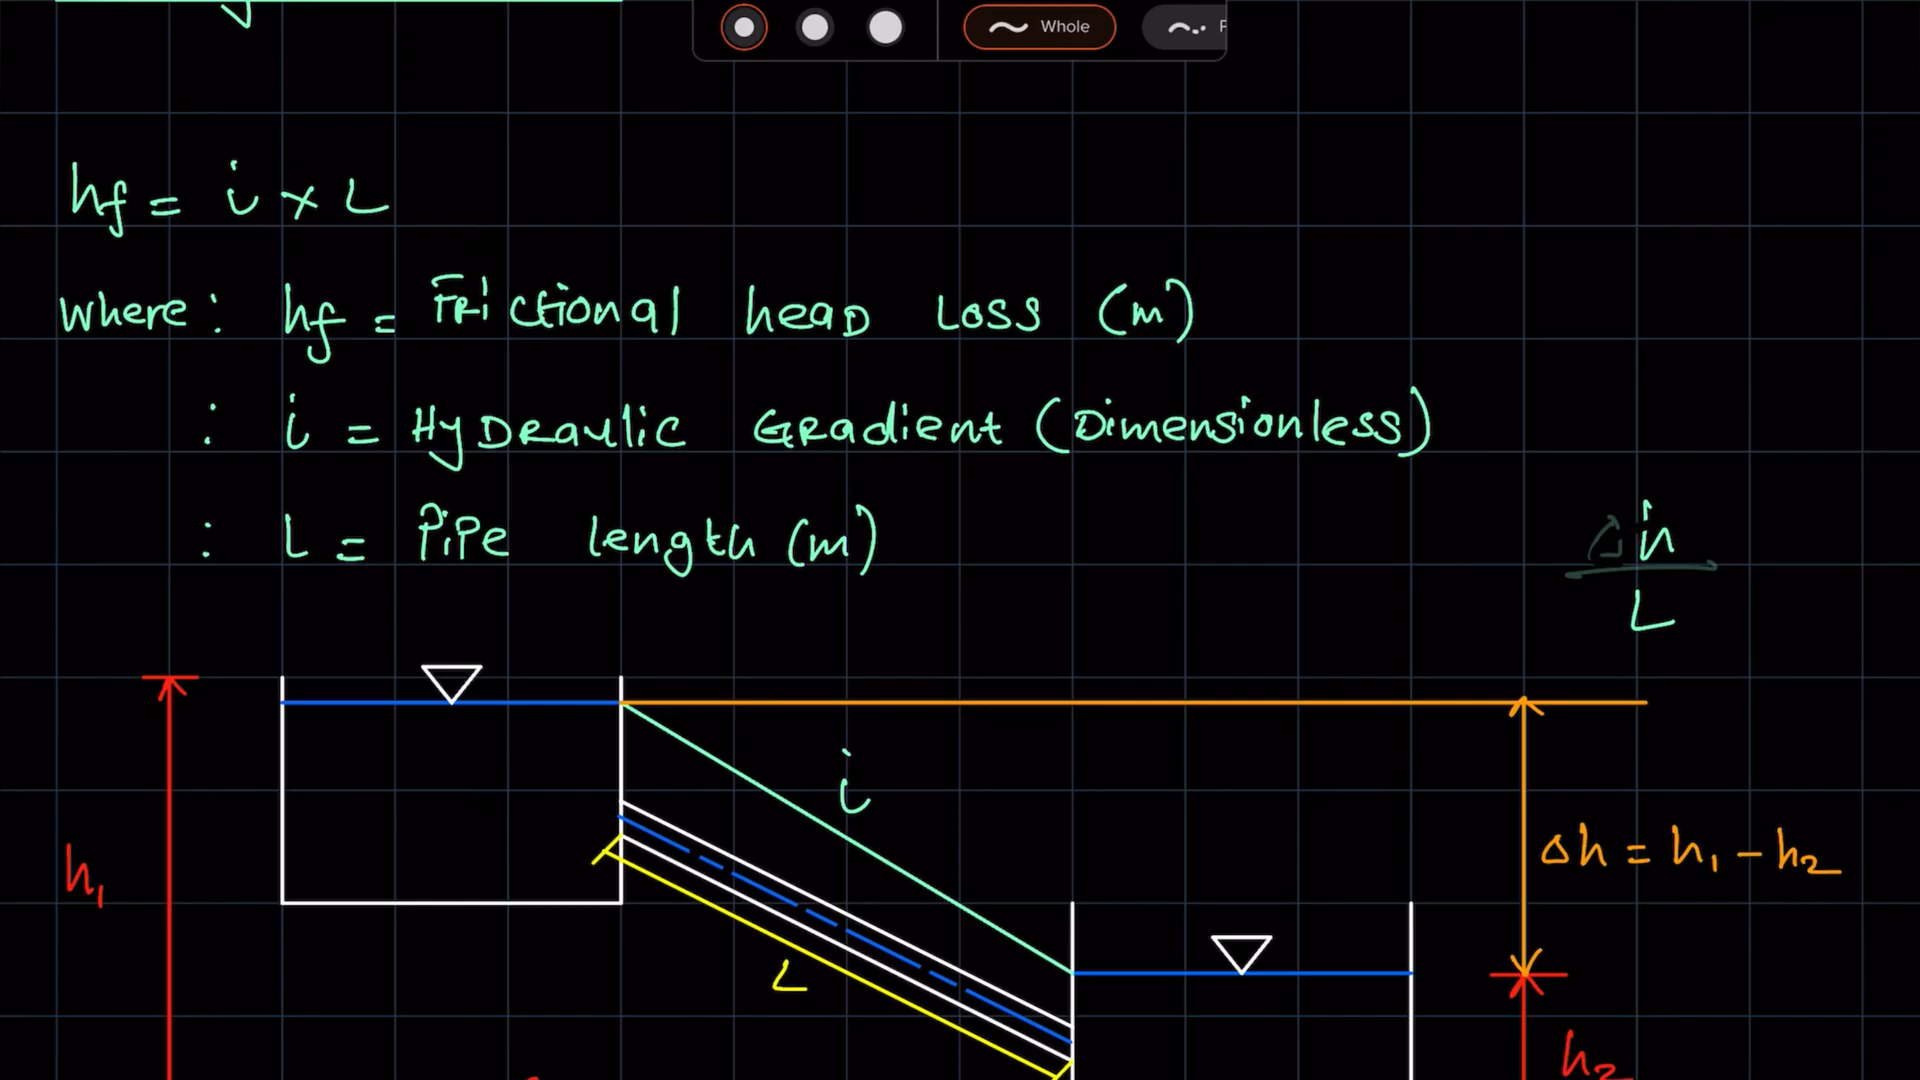 Whole
hf = i × L
Where: hf = Frictional head Loss (m)
: i = Hydraulic Gradient (Dimensionless)
: L = Pipe length (m)
Δh
L
i
h₁
Δh = h₁ - h₂
L
h₂